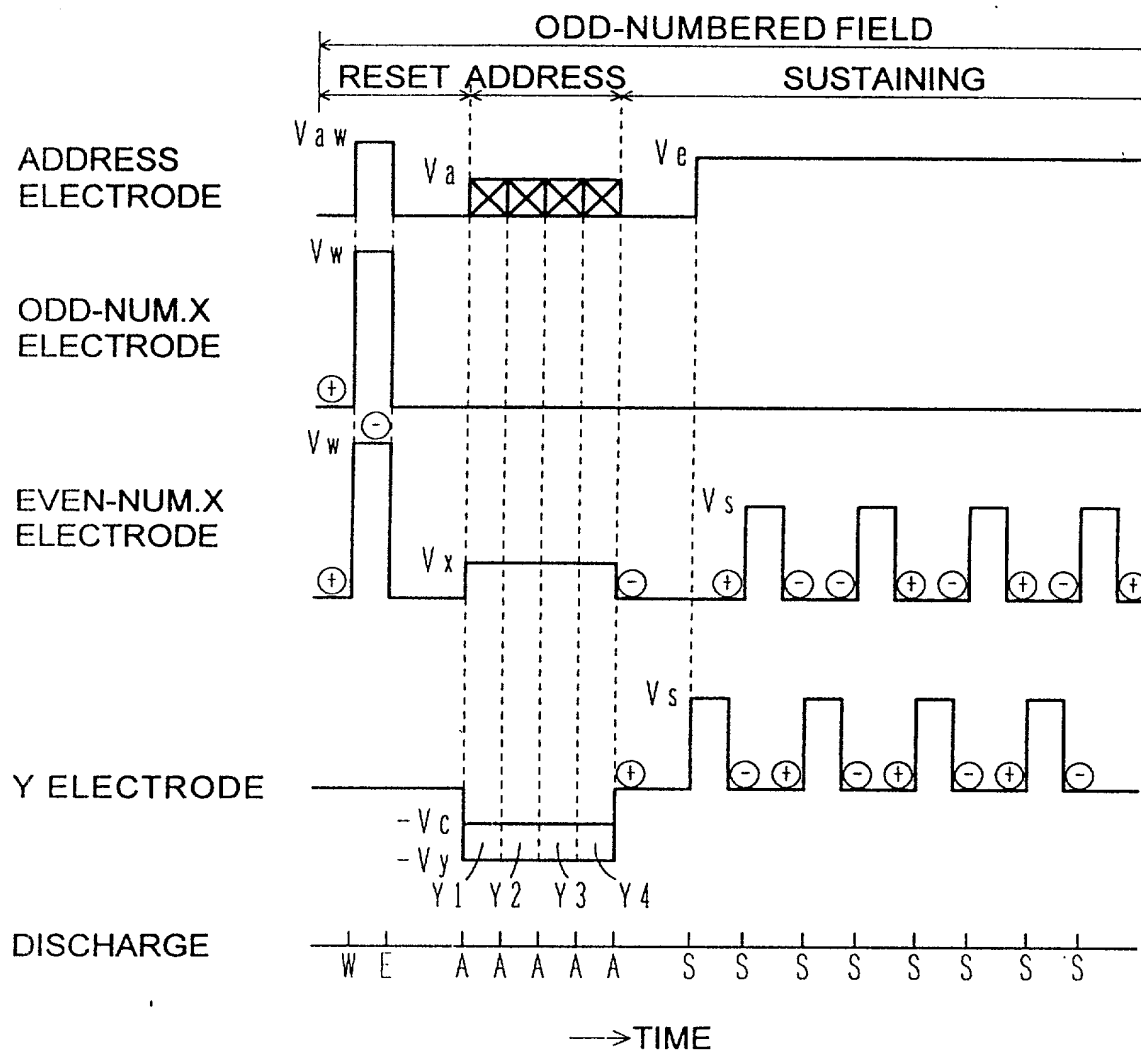 ODD-NUMBERED FIELD
RESET ADDRESS SUSTAINING
Vaw
ADDRESS
ELECTRODE
Va
Ve
Vw
ODD-NUM.X
ELECTRODE
+
-
Vw
EVEN-NUM.X
ELECTRODE
Vs
Vx
+ - + - - + - + - +
Vs
Y ELECTRODE
+ - + - + - + -
-Vc
-Vy
Y1 Y2 Y3 Y4
DISCHARGE
W E A A A A A S S S S S S S S
→TIME